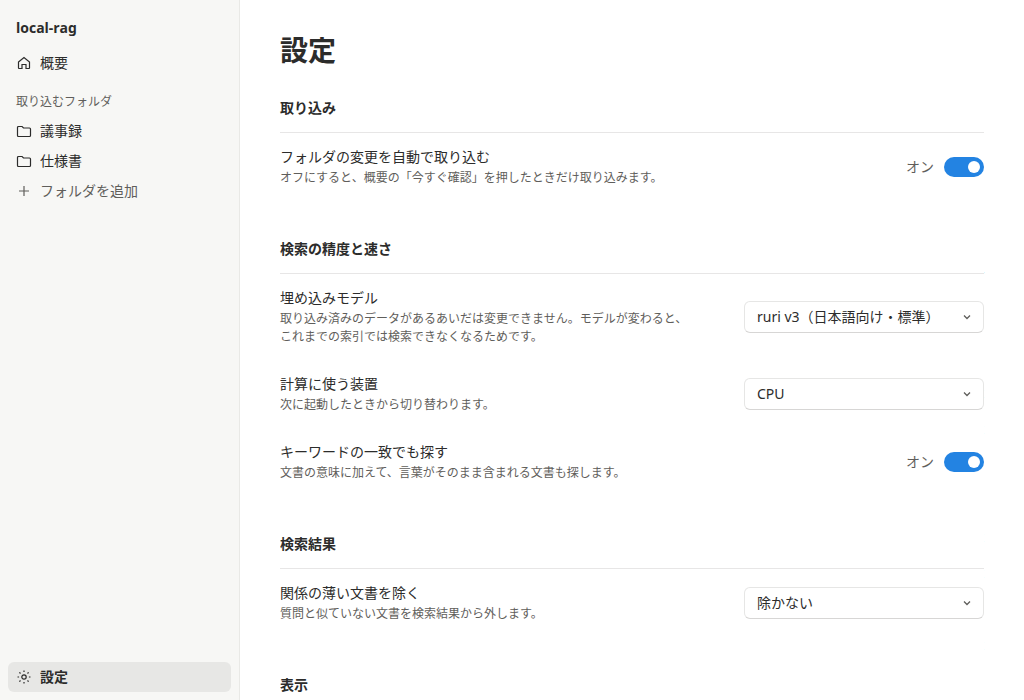 local-rag
概要
取り込むフォルダ
議事録
仕様書
フォルダを追加
設定
設定
取り込み
フォルダの変更を自動で取り込む
オフにすると、概要の「今すぐ確認」を押したときだけ取り込みます。
オン
検索の精度と速さ
埋め込みモデル
取り込み済みのデータがあるあいだは変更できません。モデルが変わると、
これまでの索引では検索できなくなるためです。
ruri v3（日本語向け・標準）
計算に使う装置
次に起動したときから切り替わります。
CPU
キーワードの一致でも探す
文書の意味に加えて、言葉がそのまま含まれる文書も探します。
オン
検索結果
関係の薄い文書を除く
質問と似ていない文書を検索結果から外します。
除かない
表示